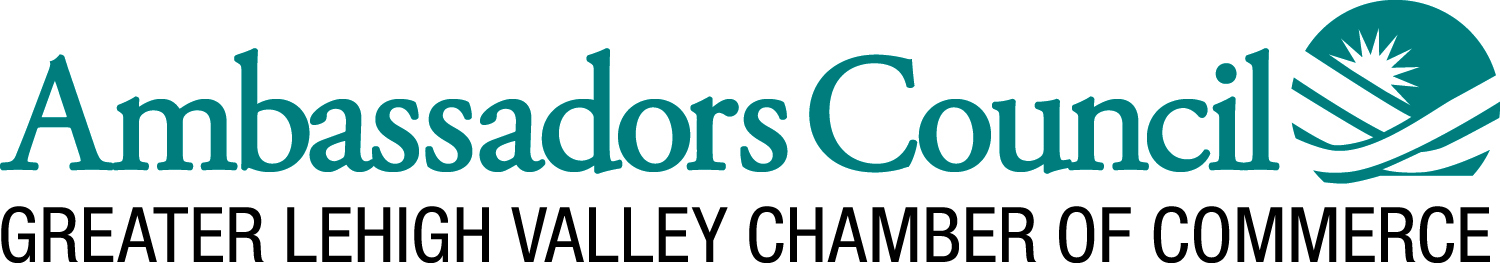 Ambassadors Council
GREATER LEHIGH VALLEY CHAMBER OF COMMERCE